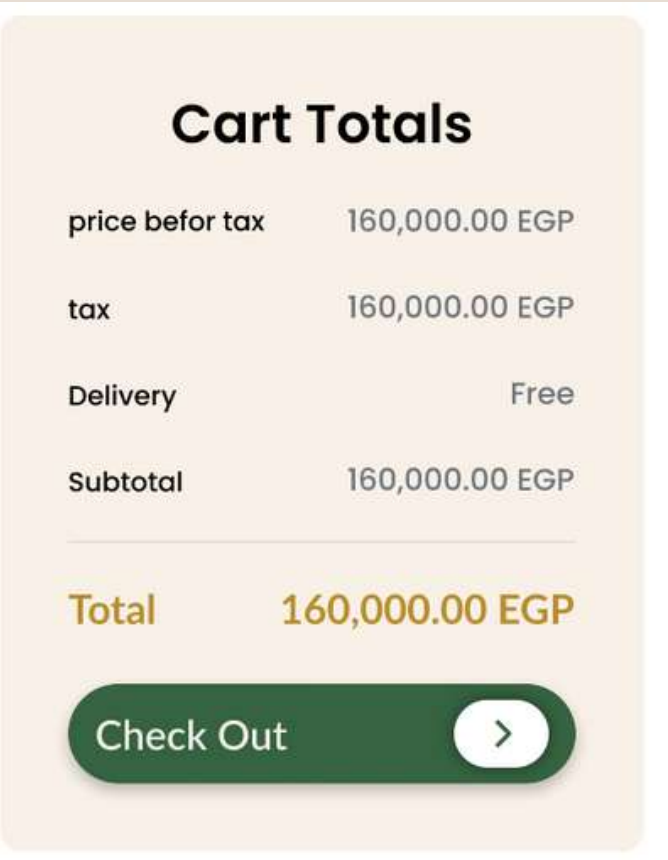 Cart Totals
price befor tax 160,000.00 EGP
tax 160,000.00 EGP
Delivery Free
Subtotal 160,000.00 EGP
Total 160,000.00 EGP
Check Out